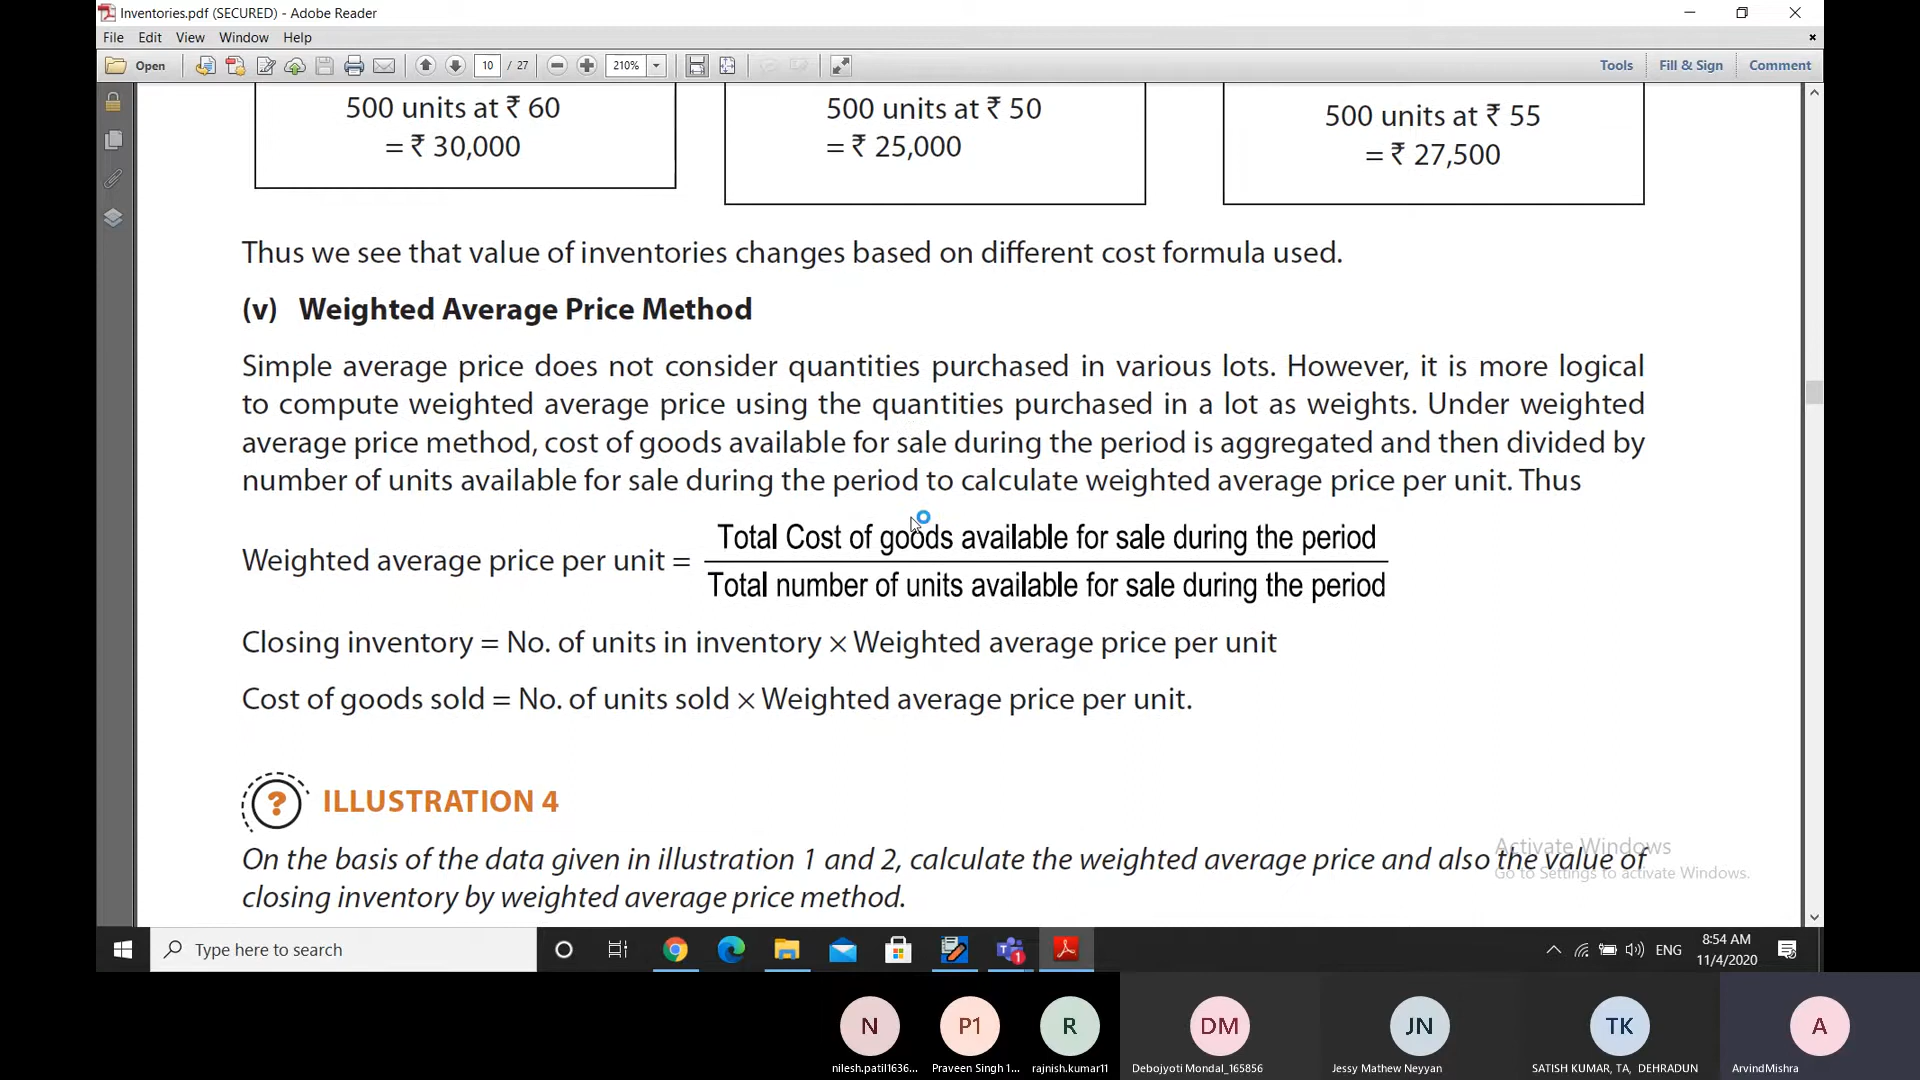 Inventories.pdf (SECURED) - Adobe Reader
File Edit View Window Help
Open 10 / 27 210% Tools Fill & Sign Comment
500 units at ₹ 60
= ₹ 30,000
500 units at ₹ 50
= ₹ 25,000
500 units at ₹ 55
= ₹ 27,500
Thus we see that value of inventories changes based on different cost formula used.
(v) Weighted Average Price Method
Simple average price does not consider quantities purchased in various lots. However, it is more logical
to compute weighted average price using the quantities purchased in a lot as weights. Under weighted
average price method, cost of goods available for sale during the period is aggregated and then divided by
number of units available for sale during the period to calculate weighted average price per unit. Thus
Weighted average price per unit =
Total Cost of goods available for sale during the period
Total number of units available for sale during the period
Closing inventory = No. of units in inventory × Weighted average price per unit
Cost of goods sold = No. of units sold × Weighted average price per unit.
? ILLUSTRATION 4
On the basis of the data given in illustration 1 and 2, calculate the weighted average price and also the value of
closing inventory by weighted average price method.
Activate Windows
Go to Settings to activate Windows.
Type here to search
1
ENG
8:54 AM
11/4/2020
N P1 R DM JN TK A
nilesh.patil1636... Praveen Singh 1... rajnish.kumar11 Debojyoti Mondal_165856 Jessy Mathew Neyyan SATISH KUMAR, TA, DEHRADUN ArvindMishra